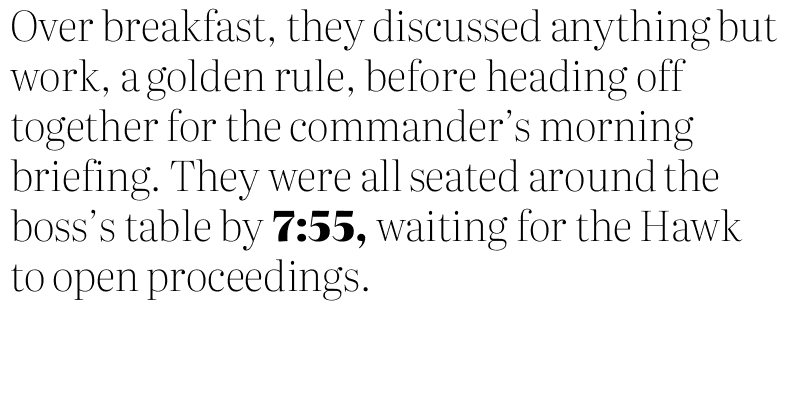 Over breakfast, they discussed anything but
work, a golden rule, before heading off
together for the commander’s morning
briefing. They were all seated around the
boss’s table by 7:55, waiting for the Hawk
to open proceedings.